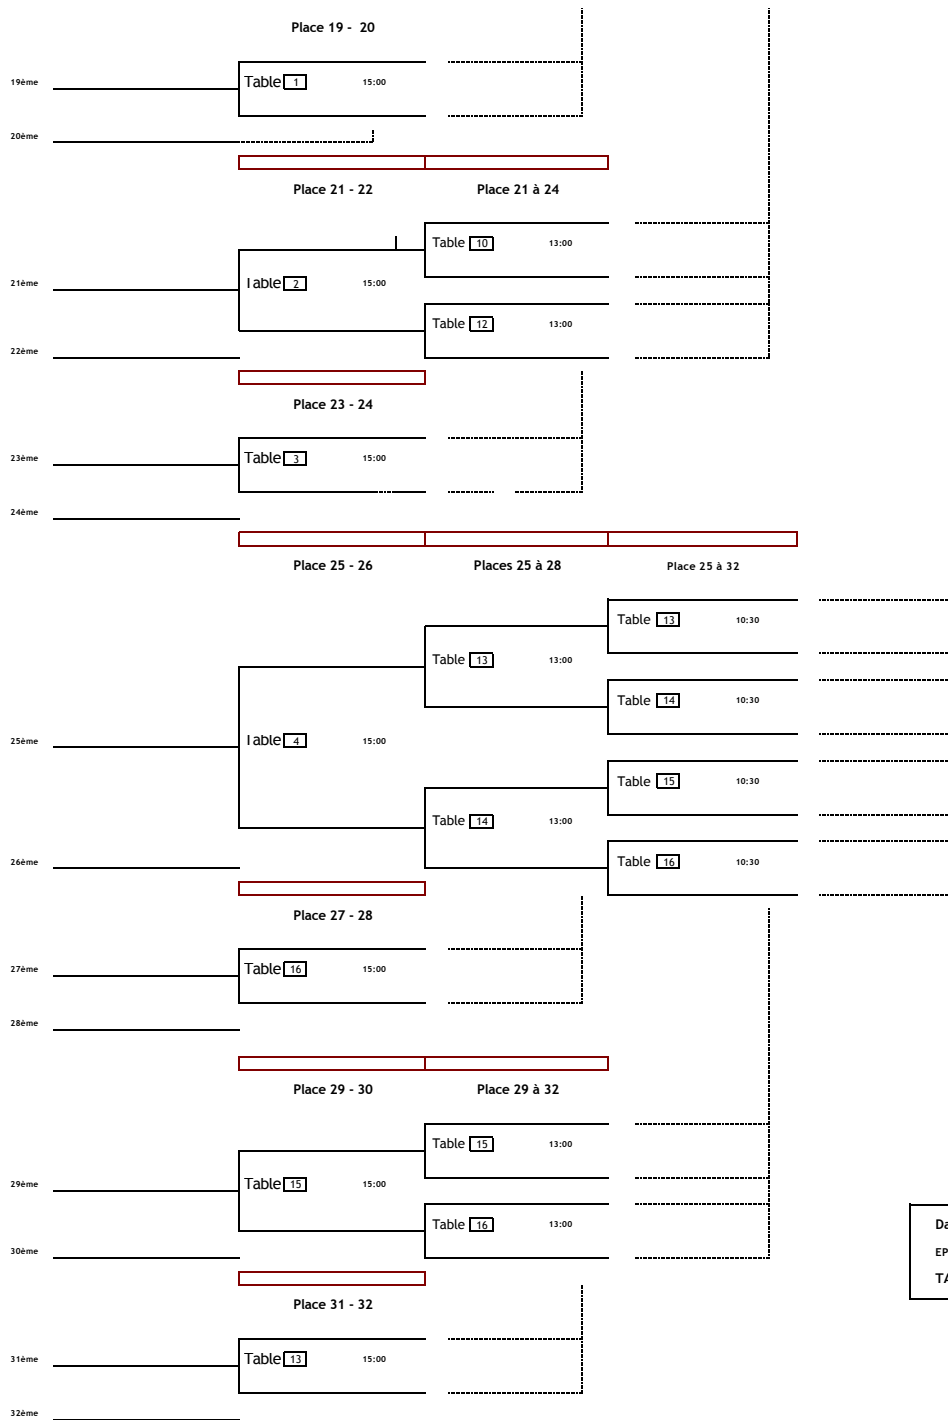 Place 19 - 20
19ème Table 1 15:00
20ème
Place 21 - 22 Place 21 à 24
Table 10 13:00
21ème Table 2 15:00
Table 12 13:00
22ème
Place 23 - 24
23ème Table 3 15:00
24ème
Place 25 - 26 Places 25 à 28 Place 25 à 32
Table 13 10:30
Table 13 13:00
Table 14 10:30
25ème Table 4 15:00
Table 15 10:30
Table 14 13:00
26ème Table 16 10:30
Place 27 - 28
27ème Table 16 15:00
28ème
Place 29 - 30 Place 29 à 32
Table 15 13:00
29ème Table 15 15:00
Table 16 13:00
30ème
Place 31 - 32
31ème Table 13 15:00
32ème